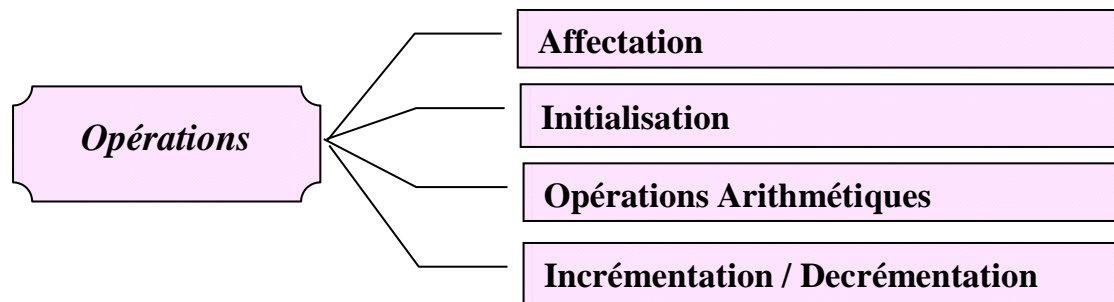 Opérations
Affectation
Initialisation
Opérations Arithmétiques
Incrémentation / Decrémentation